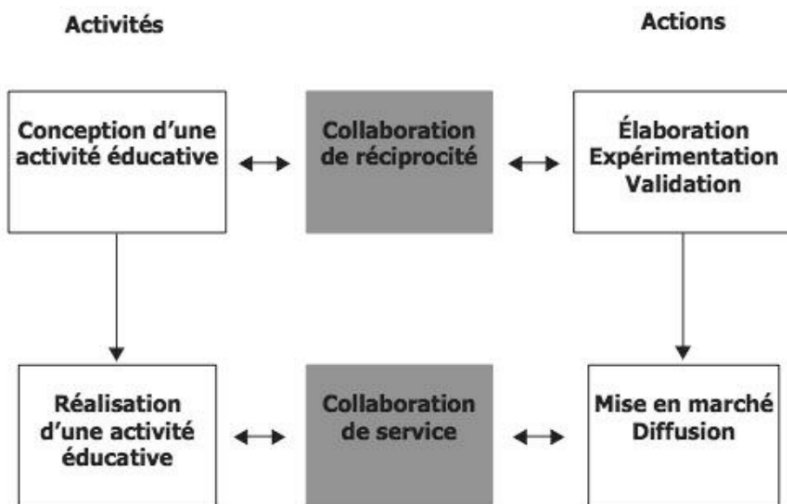 Activités
Actions
Conception d'une
activité éducative
Collaboration
de réciprocité
Élaboration
Expérimentation
Validation
Réalisation
d'une activité
éducative
Collaboration
de service
Mise en marché
Diffusion